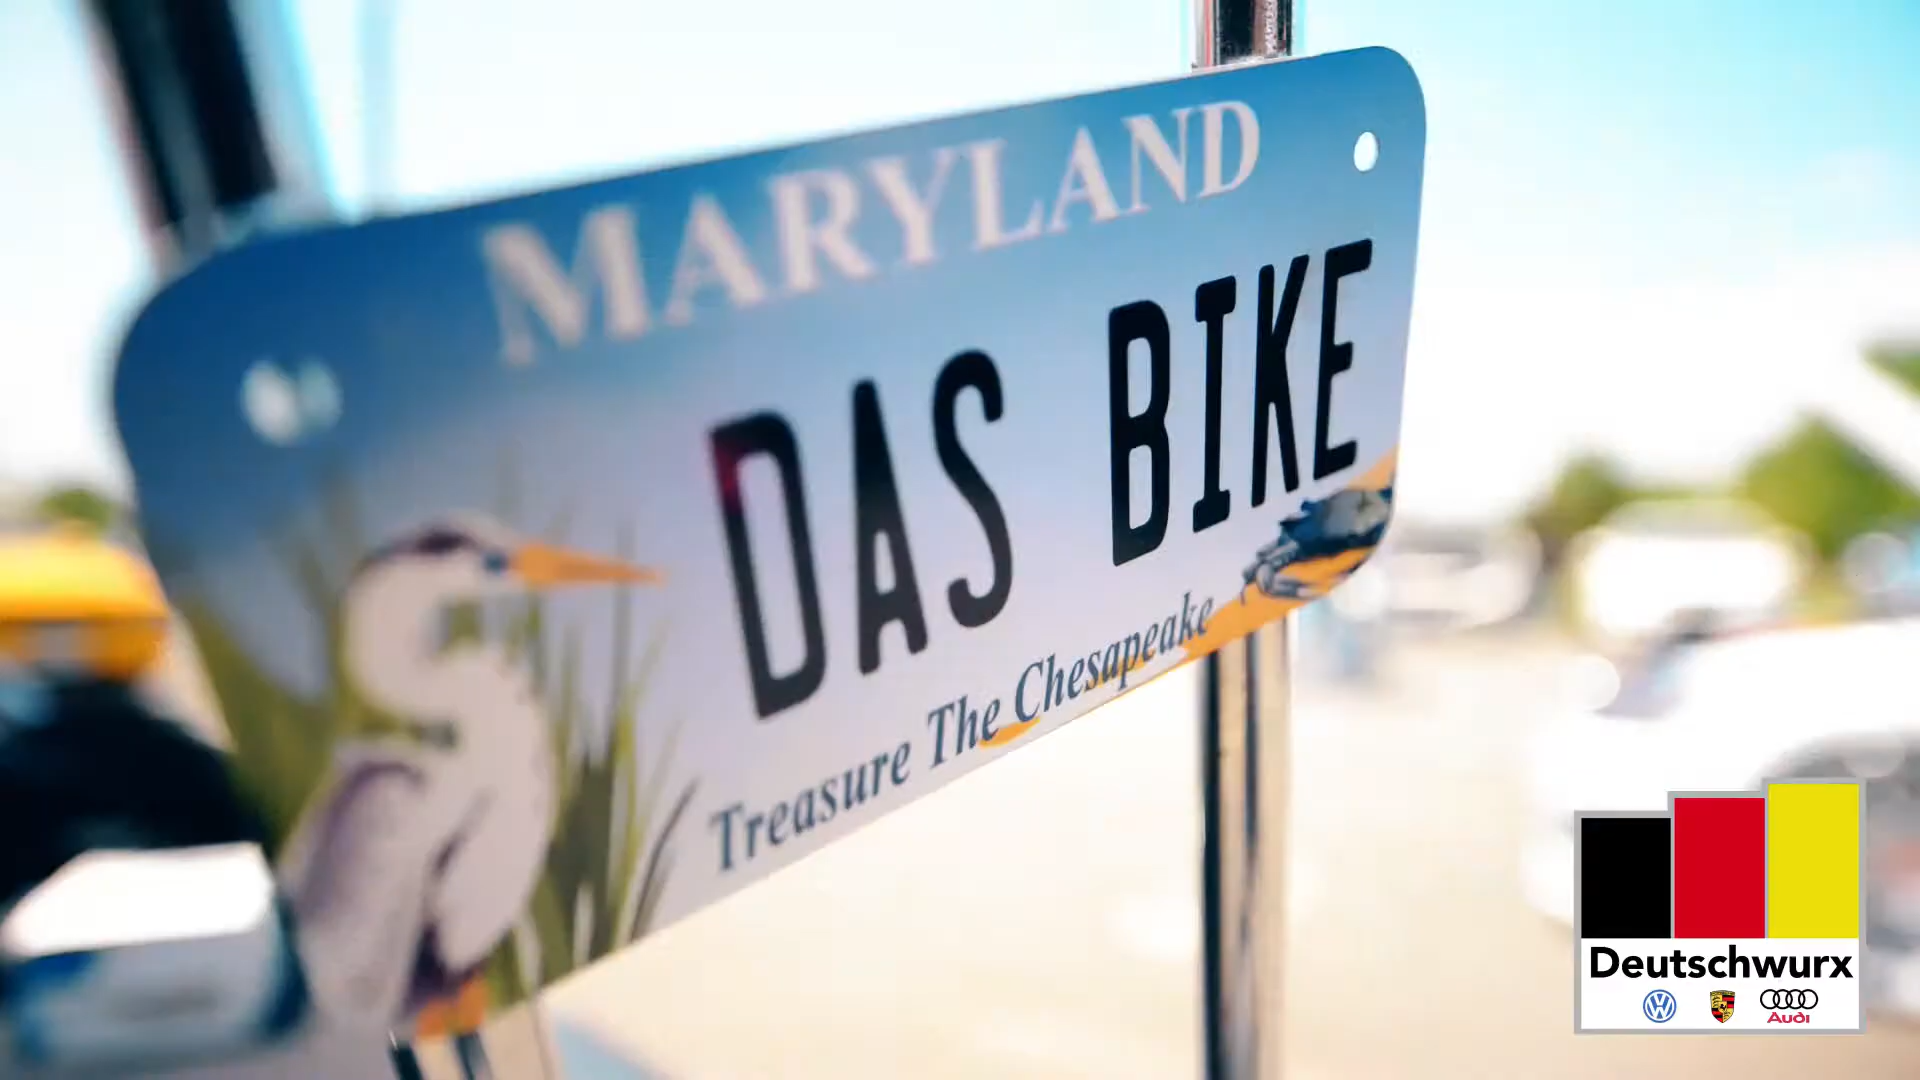 MARYLAND
DAS BIKE
Treasure The Chesapeake
Deutschwurx
Audi